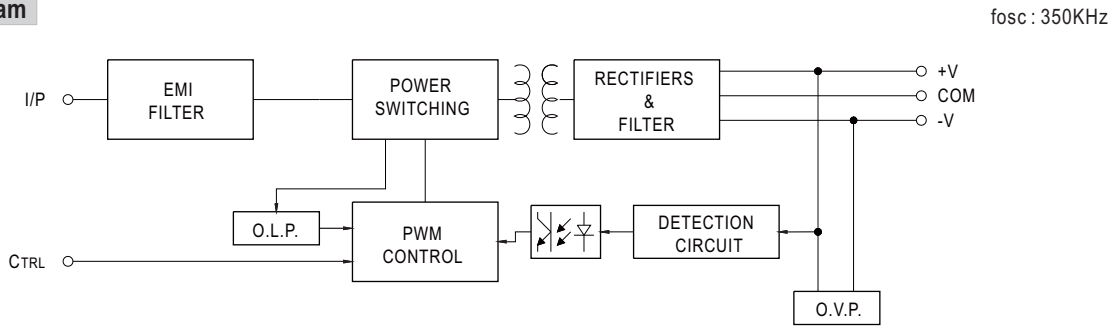 am
fosc : 350KHz
I/P
EMI
FILTER
POWER
SWITCHING
RECTIFIERS
&
FILTER
+V
COM
-V
O.L.P.
PWM
CONTROL
DETECTION
CIRCUIT
CTRL
O.V.P.